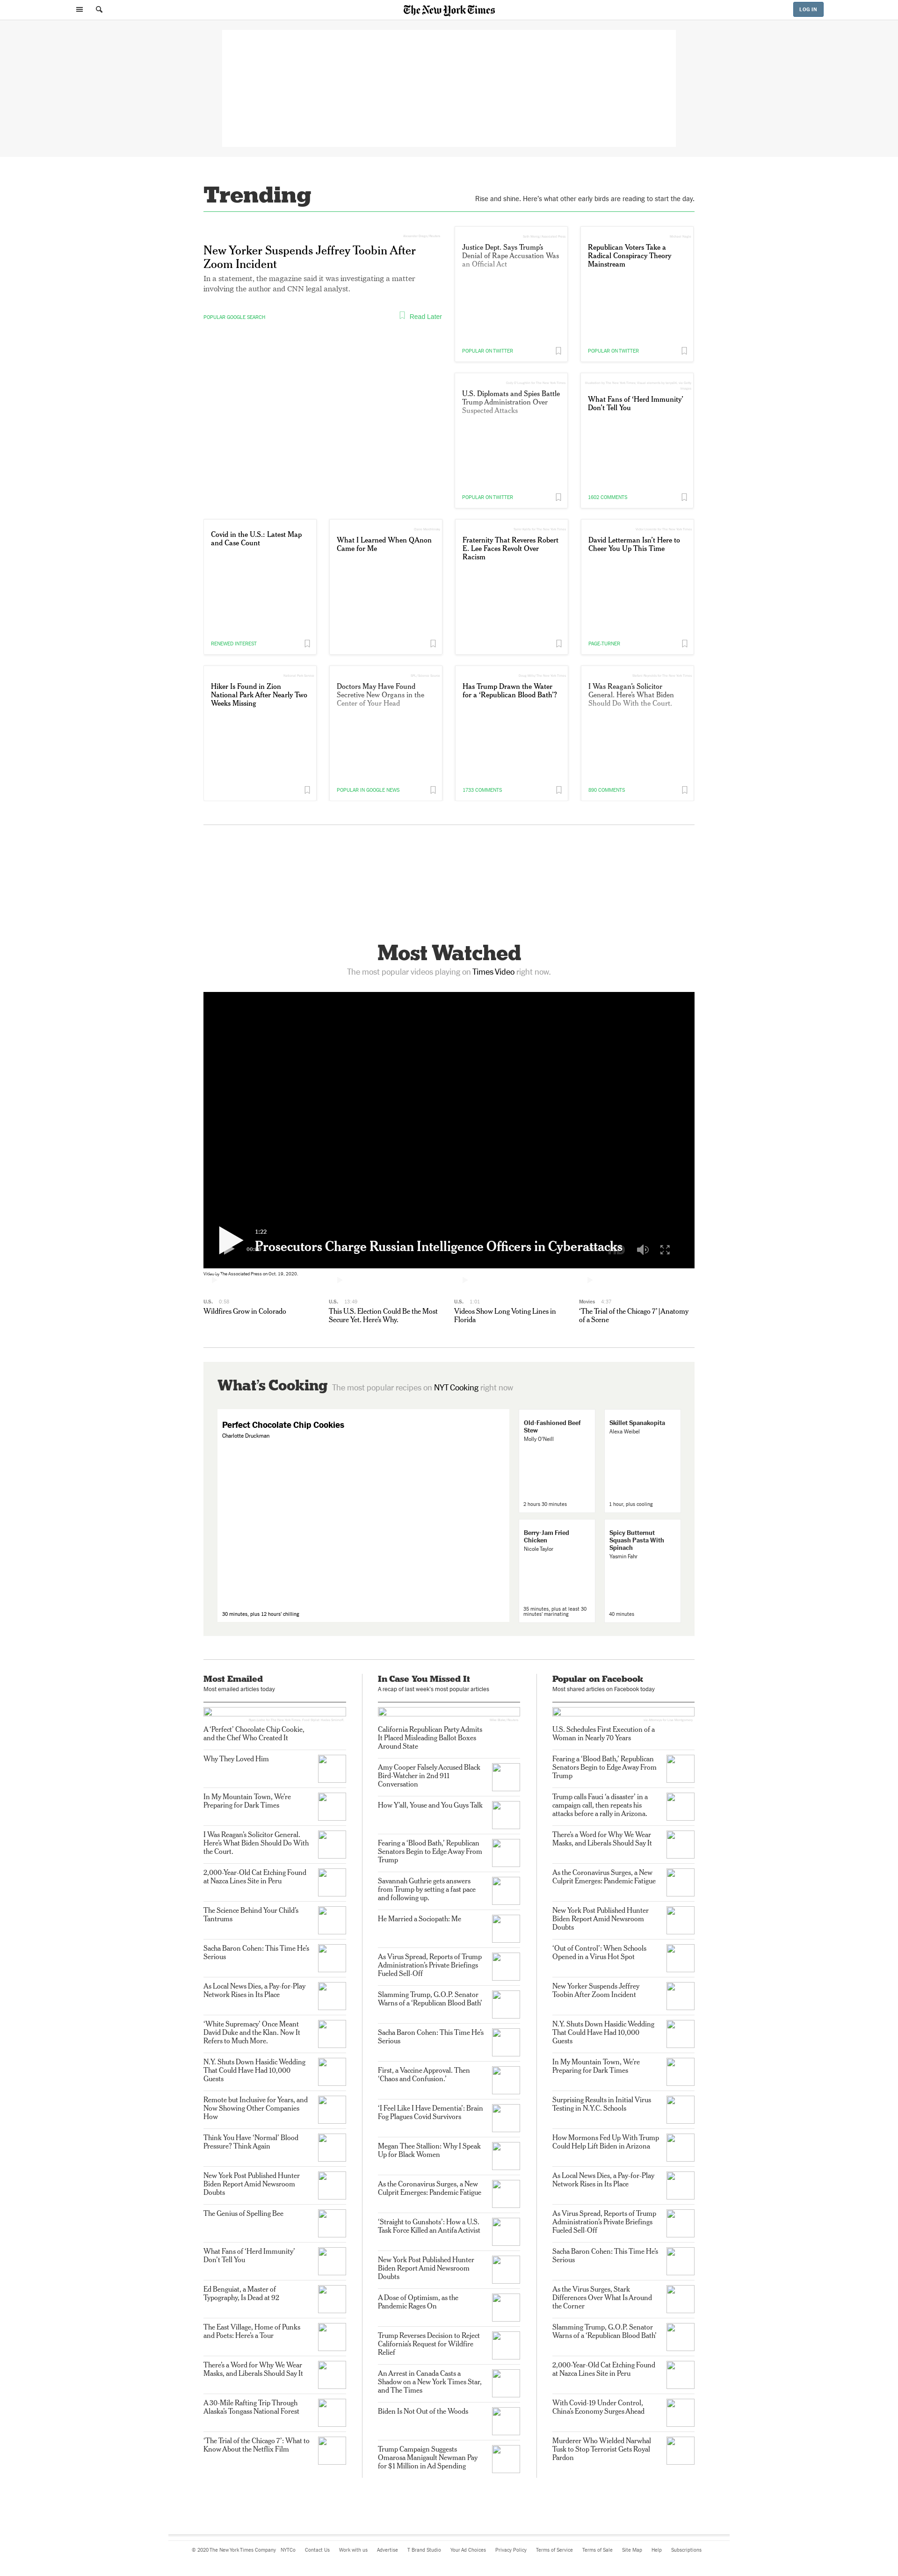 The New York Times
LOG IN
Trending
Rise and shine. Here's what other early birds are reading to start the day.
New Yorker Suspends Jeffrey Toobin After
Zoom Incident
In a statement, the magazine said it was investigating a matter
involving the author and CNN legal analyst.
POPULAR GOOGLE SEARCH
Read Later
Justice Dept. Says Trump's
Denial of Rape Accusation Was
an Official Act
POPULAR ON TWITTER
Republican Voters Take a
Radical Conspiracy Theory
Mainstream
POPULAR ON TWITTER
U.S. Diplomats and Spies Battle
Trump Administration Over
Suspected Attacks
POPULAR ON TWITTER
What Fans of ‘Herd Immunity’
Don't Tell You
1602 COMMENTS
Covid in the U.S.: Latest Map
and Case Count
RENEWED INTEREST
What I Learned When QAnon
Came for Me
Fraternity That Reveres Robert
E. Lee Faces Revolt Over
Racism
David Letterman Isn't Here to
Cheer You Up This Time
PAGE-TURNER
Hiker Is Found in Zion
National Park After Nearly Two
Weeks Missing
Doctors May Have Found
Secretive New Organs in the
Center of Your Head
POPULAR IN GOOGLE NEWS
Has Trump Drawn the Water
for a ‘Republican Blood Bath’?
1733 COMMENTS
I Was Reagan's Solicitor
General. Here's What Biden
Should Do With the Court.
890 COMMENTS
Most Watched
The most popular videos playing on Times Video right now.
1:22
Prosecutors Charge Russian Intelligence Officers in Cyberattacks
Video by The Associated Press on Oct. 19, 2020.
U.S. 0:58
Wildfires Grow in Colorado
U.S. 19:48
This U.S. Election Could Be the Most
Secure Yet. Here's Why.
U.S. 1:01
Videos Show Long Voting Lines in
Florida
Movies 4:37
‘The Trial of the Chicago 7’ | Anatomy
of a Scene
What's Cooking The most popular recipes on NYT Cooking right now
Perfect Chocolate Chip Cookies
Charlotte Druckman
30 minutes, plus 12 hours' chilling
Old-Fashioned Beef
Stew
Molly O'Neill
2 hours 30 minutes
Skillet Spanakopita
Alexa Weibel
1 hour, plus cooling
Berry-Jam Fried
Chicken
Nicole Taylor
35 minutes, plus at least 30
minutes' marinating
Spicy Butternut
Squash Pasta With
Spinach
Yasmin Fahr
40 minutes
Most Emailed
Most emailed articles today
A ‘Perfect’ Chocolate Chip Cookie,
and the Chef Who Created It
Why They Loved Him
In My Mountain Town, We're
Preparing for Dark Times
I Was Reagan's Solicitor General.
Here's What Biden Should Do With
the Court.
2,000-Year-Old Cat Etching Found
at Nazca Lines Site in Peru
The Science Behind Your Child's
Tantrums
Sacha Baron Cohen: This Time He's
Serious
As Local News Dies, a Pay-for-Play
Network Rises in Its Place
‘White Supremacy’ Once Meant
David Duke and the Klan. Now It
Refers to Much More.
N.Y. Shuts Down Hasidic Wedding
That Could Have Had 10,000
Guests
Remote but Inclusive for Years, and
Now Showing Other Companies
How
Think You Have ‘Normal’ Blood
Pressure? Think Again
New York Post Published Hunter
Biden Report Amid Newsroom
Doubts
The Genius of Spelling Bee
What Fans of ‘Herd Immunity’
Don't Tell You
Ed Benguiat, a Master of
Typography, Is Dead at 92
The East Village, Home of Punks
and Poets: Here's a Tour
There's a Word for Why We Wear
Masks, and Liberals Should Say It
A 30-Mile Rafting Trip Through
Alaska's Tongass National Forest
‘The Trial of the Chicago 7’: What to
Know About the Netflix Film
In Case You Missed It
A recap of last week's most popular articles
California Republican Party Admits
It Placed Misleading Ballot Boxes
Around State
Amy Cooper Falsely Accused Black
Bird-Watcher in 2nd 911
Conversation
How Y'all, Youse and You Guys Talk
Fearing a ‘Blood Bath,’ Republican
Senators Begin to Edge Away From
Trump
Savannah Guthrie gets answers
from Trump by setting a fast pace
and following up.
He Married a Sociopath: Me
As Virus Spread, Reports of Trump
Administration's Private Briefings
Fueled Sell-Off
Slamming Trump, G.O.P. Senator
Warns of a ‘Republican Blood Bath’
Sacha Baron Cohen: This Time He's
Serious
First, a Vaccine Approval. Then
‘Chaos and Confusion.’
‘I Feel Like I Have Dementia’: Brain
Fog Plagues Covid Survivors
Megan Thee Stallion: Why I Speak
Up for Black Women
As the Coronavirus Surges, a New
Culprit Emerges: Pandemic Fatigue
‘Straight to Gunshots’: How a U.S.
Task Force Killed an Antifa Activist
New York Post Published Hunter
Biden Report Amid Newsroom
Doubts
A Dose of Optimism, as the
Pandemic Rages On
Trump Reverses Decision to Reject
California's Request for Wildfire
Relief
An Arrest in Canada Casts a
Shadow on a New York Times Star,
and The Times
Biden Is Not Out of the Woods
Trump Campaign Suggests
Omarosa Manigault Newman Pay
for $1 Million in Ad Spending
Popular on Facebook
Most shared articles on Facebook today
U.S. Schedules First Execution of a
Woman in Nearly 70 Years
Fearing a ‘Blood Bath,’ Republican
Senators Begin to Edge Away From
Trump
Trump calls Fauci ‘a disaster’ in a
campaign call, then repeats his
attacks before a rally in Arizona.
There's a Word for Why We Wear
Masks, and Liberals Should Say It
As the Coronavirus Surges, a New
Culprit Emerges: Pandemic Fatigue
New York Post Published Hunter
Biden Report Amid Newsroom
Doubts
‘Out of Control’: When Schools
Opened in a Virus Hot Spot
New Yorker Suspends Jeffrey
Toobin After Zoom Incident
N.Y. Shuts Down Hasidic Wedding
That Could Have Had 10,000
Guests
In My Mountain Town, We're
Preparing for Dark Times
Surprising Results in Initial Virus
Testing in N.Y.C. Schools
How Mormons Fed Up With Trump
Could Help Lift Biden in Arizona
As Local News Dies, a Pay-for-Play
Network Rises in Its Place
As Virus Spread, Reports of Trump
Administration's Private Briefings
Fueled Sell-Off
Sacha Baron Cohen: This Time He's
Serious
As the Virus Surges, Stark
Differences Over What Is Around
the Corner
Slamming Trump, G.O.P. Senator
Warns of a ‘Republican Blood Bath’
2,000-Year-Old Cat Etching Found
at Nazca Lines Site in Peru
With Covid-19 Under Control,
China's Economy Surges Ahead
Murderer Who Wielded Narwhal
Tusk to Stop Terrorist Gets Royal
Pardon
© 2020 The New York Times Company NYTCo Contact Us Work with us Advertise T Brand Studio Your Ad Choices Privacy Policy Terms of Service Terms of Sale Site Map Help Subscriptions